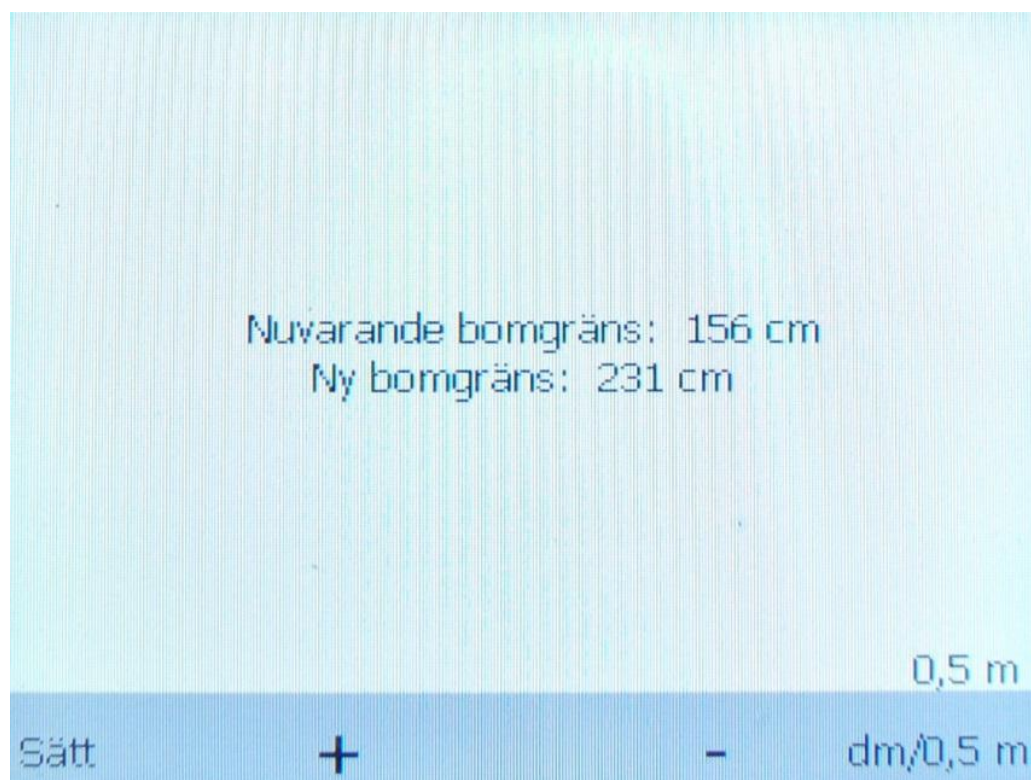 Nuvarande bomgräns: 156 cm
Ny bomgräns: 231 cm
0,5 m
Sätt + - dm/0,5 m